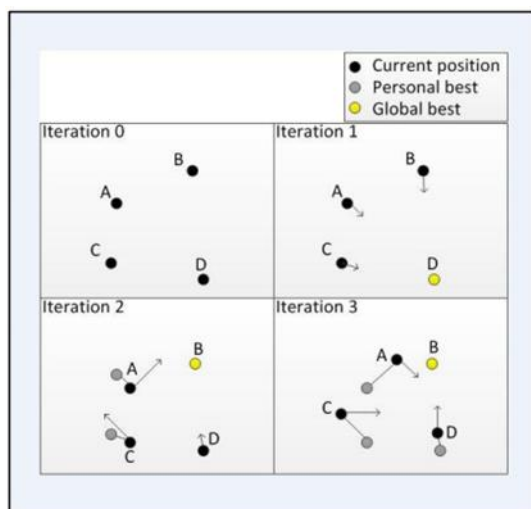 Current position
Personal best
Global best
Iteration 0
B
A
C
D
Iteration 1
B
A
C
D
Iteration 2
B
A
C
D
Iteration 3
A
B
C
D